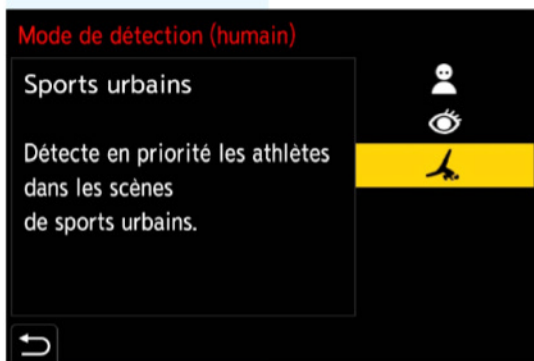 Mode de détection (humain)
Sports urbains
Détecte en priorité les athlètes
dans les scènes
de sports urbains.